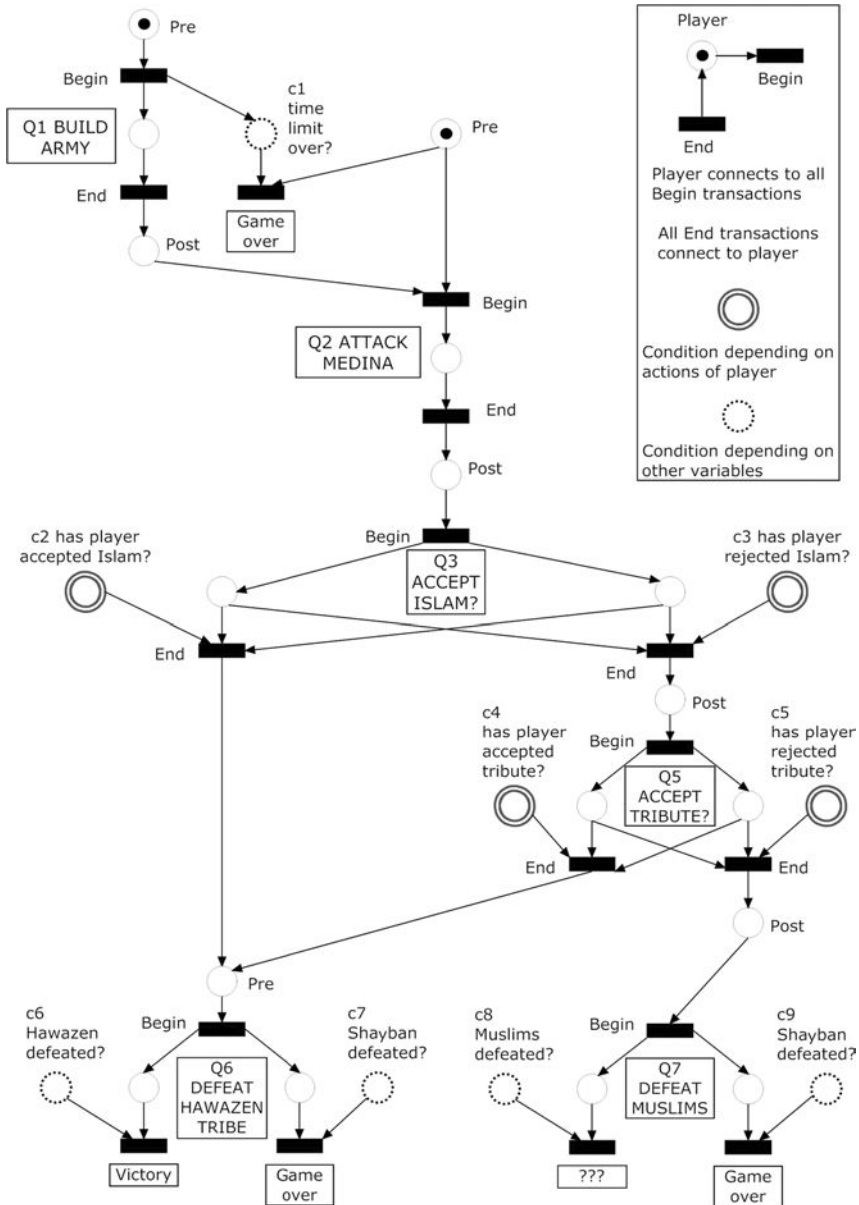 Pre
Begin
c1
time
limit
over?
Q1 BUILD
ARMY
Pre
End
Game
over
Post
Begin
Q2 ATTACK
MEDINA
End
Post
Player
Begin
End
Player connects to all
Begin transactions
All End transactions
connect to player
Condition depending on
actions of player
Condition depending on
other variables
c2 has player
accepted Islam?
Begin
Q3
ACCEPT
ISLAM?
c3 has player
rejected Islam?
End
End
Post
c4
has player
accepted
tribute?
Begin
Q5
ACCEPT
TRIBUTE?
c5
has player
rejected
tribute?
End
End
Post
Pre
c6
Hawazen
defeated?
Begin
Q6
DEFEAT
HAWAZEN
TRIBE
c7
Shayban
defeated?
c8
Muslims
defeated?
Begin
Q7
DEFEAT
MUSLIMS
c9
Shayban
defeated?
Victory
Game
over
???
Game
over